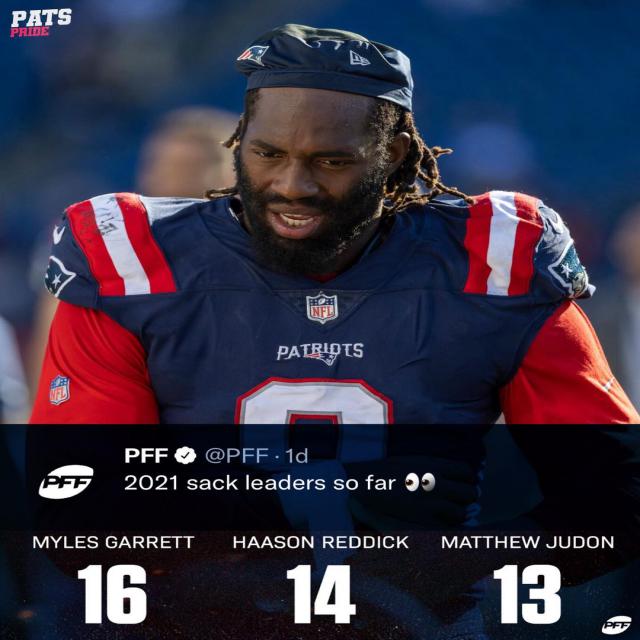 PATS
PRIDE
NFL
PATRIOTS
NFL
PFF @PFF · 1d
PFF
2021 sack leaders so far 👀
MYLES GARRETT HAASON REDDICK MATTHEW JUDON
16 14 13
PFF